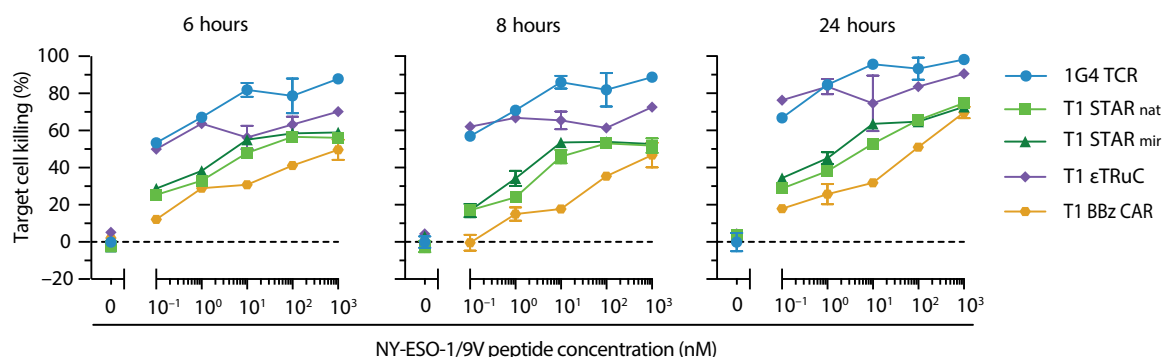 6 hours
8 hours
24 hours
Target cell killing (%)
100
80
60
40
20
0
−20
0
10⁻¹
10⁰
10¹
10²
10³
0
10⁻¹
10⁰
10¹
10²
10³
0
10⁻¹
10⁰
10¹
10²
10³
NY-ESO-1/9V peptide concentration (nM)
1G4 TCR
T1 STAR nat
T1 STAR mir
T1 εTRuC
T1 BBz CAR